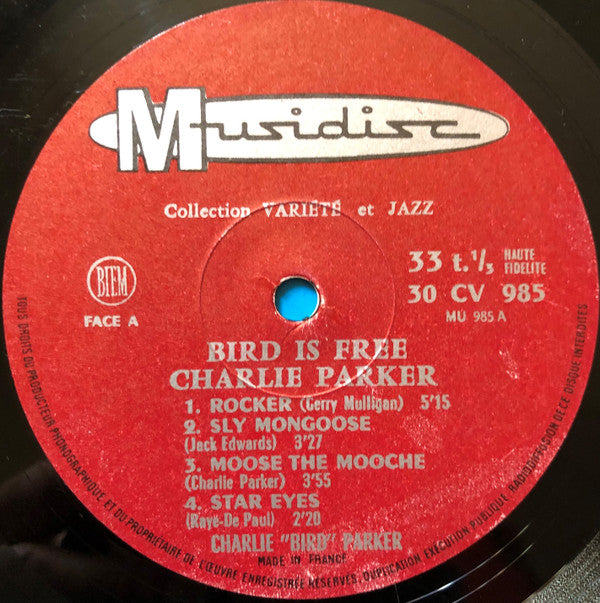 Musidisc
Collection VARIÉTÉ et JAZZ
BIEM
FACE A
33 t.1/3 HAUTE FIDELITE
30 CV 985
MU 985 A
BIRD IS FREE
CHARLIE PARKER
1. ROCKER (Gerry Mulligan) 5'15
2. SLY MONGOOSE
(Jack Edwards) 3'27
3. MOOSE THE MOOCHE
(Charlie Parker) 3'55
4. STAR EYES
(Raye-De Paul) 2'20
CHARLIE "BIRD" PARKER
MADE IN FRANCE
TOUS DROITS DU PRODUCTEUR PHONOGRAPHIQUE ET DU PROPRIETAIRE DE L'ŒUVRE ENREGISTRÉE RÉSERVÉS. DUPLICATION EXÉCUTION PUBLIQUE RADIODIFFUSION DE CE DISQUE INTERDITES